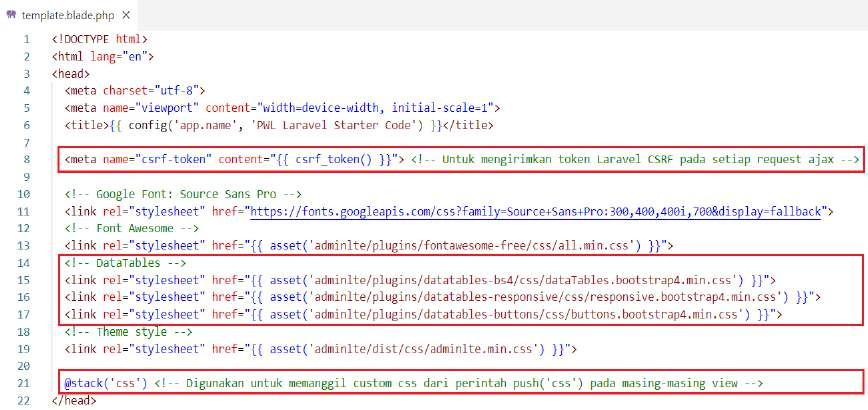 template.blade.php ×
1 <!DOCTYPE html>
2 <html lang="en">
3 <head>
4 <meta charset="utf-8">
5 <meta name="viewport" content="width=device-width, initial-scale=1">
6 <title>{{ config('app.name', 'PWL Laravel Starter Code') }}</title>
7
8 <meta name="csrf-token" content="{{ csrf_token() }}"> <!-- Untuk mengirimkan token Laravel CSRF pada setiap request ajax -->
9
10 <!-- Google Font: Source Sans Pro -->
11 <link rel="stylesheet" href="https://fonts.googleapis.com/css?family=Source+Sans+Pro:300,400,400i,700&display=fallback">
12 <!-- Font Awesome -->
13 <link rel="stylesheet" href="{{ asset('adminlte/plugins/fontawesome-free/css/all.min.css') }}">
14 <!-- DataTables -->
15 <link rel="stylesheet" href="{{ asset('adminlte/plugins/datatables-bs4/css/dataTables.bootstrap4.min.css') }}">
16 <link rel="stylesheet" href="{{ asset('adminlte/plugins/datatables-responsive/css/responsive.bootstrap4.min.css') }}">
17 <link rel="stylesheet" href="{{ asset('adminlte/plugins/datatables-buttons/css/buttons.bootstrap4.min.css') }}">
18 <!-- Theme style -->
19 <link rel="stylesheet" href="{{ asset('adminlte/dist/css/adminlte.min.css') }}">
20
21 @stack('css') <!-- Digunakan untuk memanggil custom css dari perintah push('css') pada masing-masing view -->
22 </head>